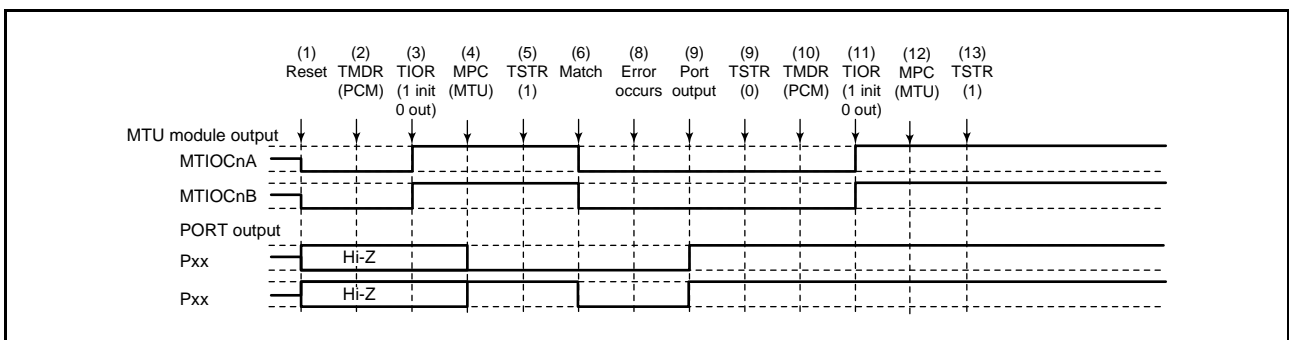 (1) (2) (3) (4) (5) (6) (8) (9) (9) (10) (11) (12) (13)
Reset TMDR TIOR MPC TSTR Match Error Port TSTR TMDR TIOR MPC TSTR
(PCM) (1 init (MTU) (1) occurs output (0) (PCM) (1 init (MTU) (1)
0 out) 0 out)
MTU module output
MTIOCnA
MTIOCnB
PORT output
Pxx Hi-Z
Pxx Hi-Z